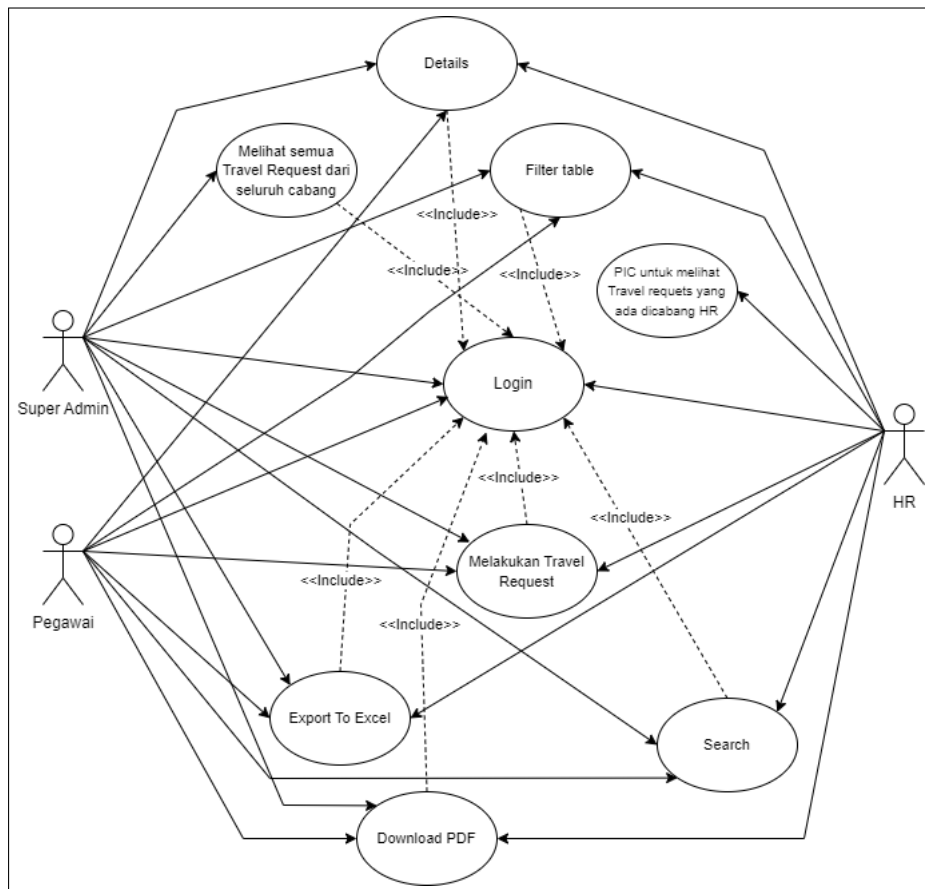 Details
Melihat semua
Travel Request dari
seluruh cabang
Filter table
<<Include>>
<<Include>>
<<Include>>
PIC untuk melihat
Travel requets yang
ada dicabang HR
Super Admin
Login
HR
<<Include>>
<<Include>>
Pegawai
Melakukan Travel
Request
<<Include>>
<<Include>>
Export To Excel
Search
Download PDF